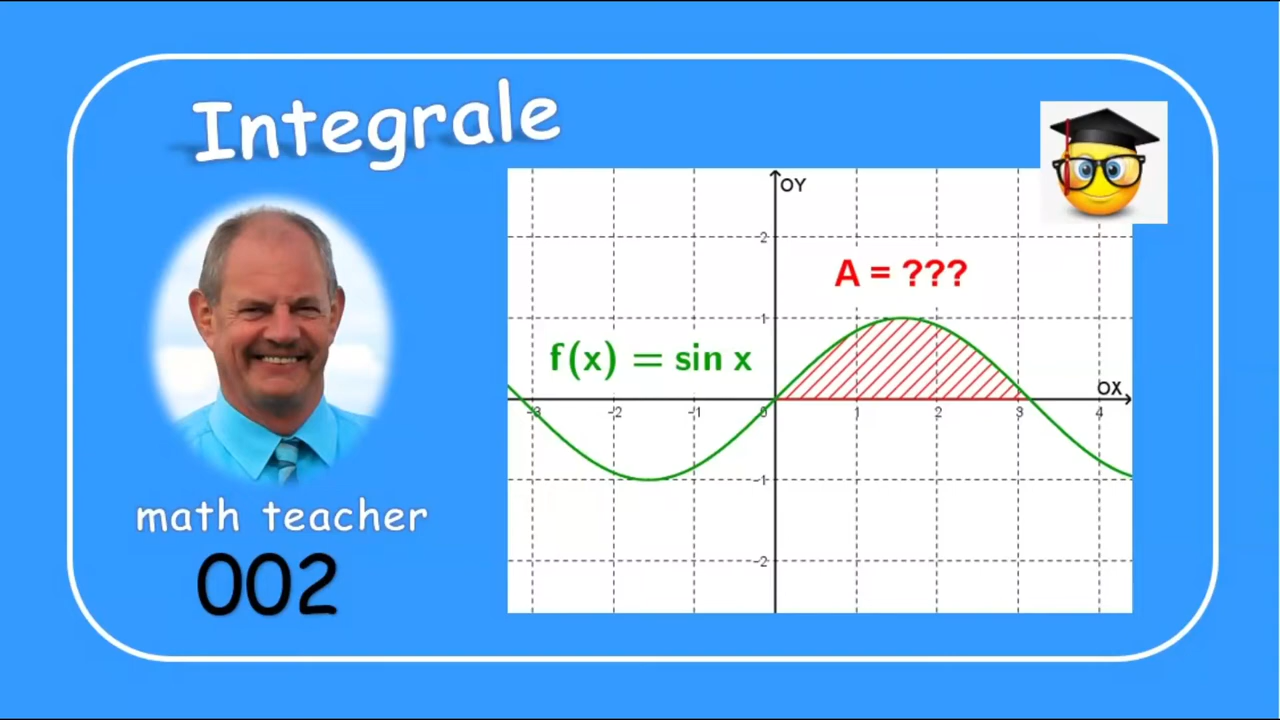 Integrale
OY
2
A = ???
1
f(x) = sin x
OX
-3 -2 -1 0 1 2 3 4
-1
math teacher
-2
002